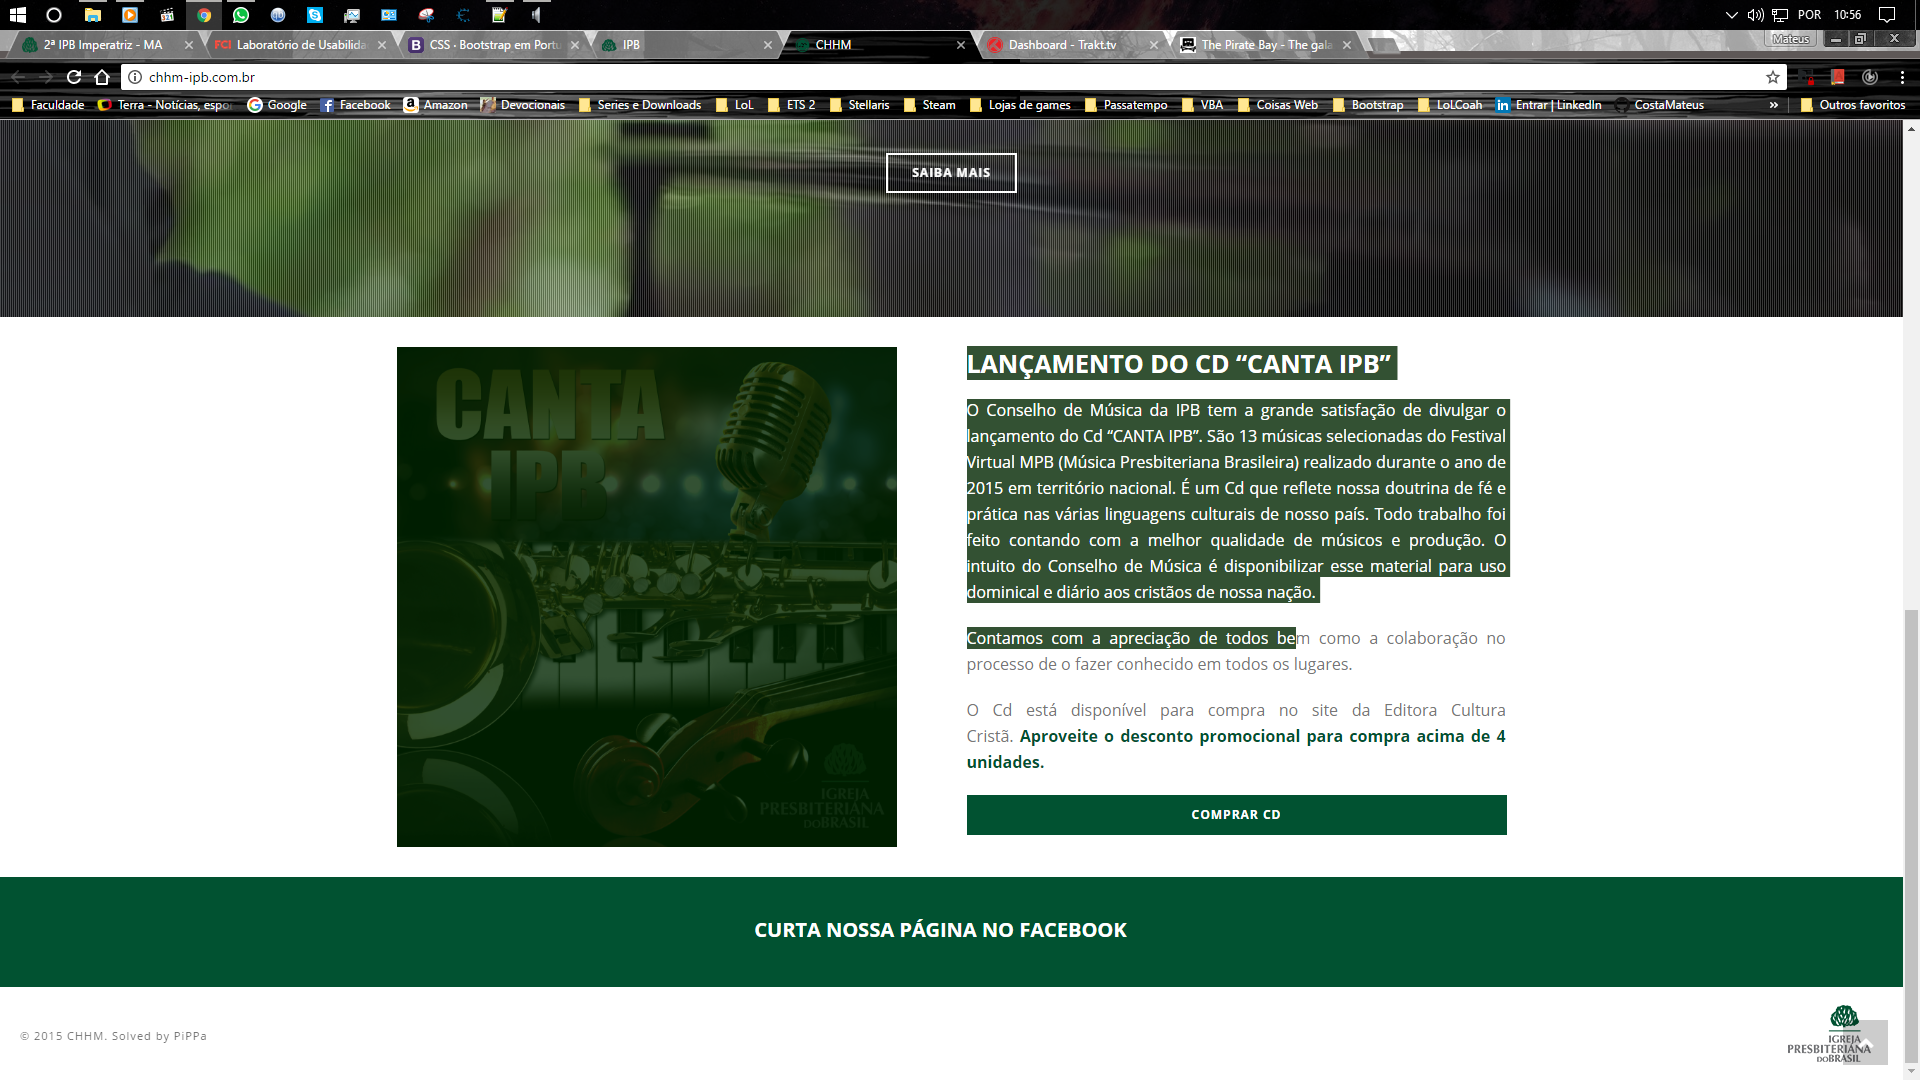 POR 10:56
2ª IPB Imperatriz - MA
FCI Laboratório de Usabilida
B CSS · Bootstrap em Portu
IPB
CHHM
Dashboard - Trakt.tv
The Pirate Bay - The gala
Mateus
chhm-ipb.com.br
Faculdade
Terra - Notícias, espo
Google
Facebook
Amazon
Devocionais
Series e Downloads
LoL
ETS 2
Stellaris
Steam
Lojas de games
Passatempo
VBA
Coisas Web
Bootstrap
LoLCoah
Entrar | LinkedIn
CostaMateus
»
Outros favoritos
SAIBA MAIS
CANTA
IPB
IGREJA
PRESBITERIANA
DOBRASIL
LANÇAMENTO DO CD “CANTA IPB”
O Conselho de Música da IPB tem a grande satisfação de divulgar o
lançamento do Cd “CANTA IPB”. São 13 músicas selecionadas do Festival
Virtual MPB (Música Presbiteriana Brasileira) realizado durante o ano de
2015 em território nacional. É um Cd que reflete nossa doutrina de fé e
prática nas várias linguagens culturais de nosso país. Todo trabalho foi
feito contando com a melhor qualidade de músicos e produção. O
intuito do Conselho de Música é disponibilizar esse material para uso
dominical e diário aos cristãos de nossa nação.
Contamos com a apreciação de todos bem como a colaboração no
processo de o fazer conhecido em todos os lugares.
O Cd está disponível para compra no site da Editora Cultura
Cristã. Aproveite o desconto promocional para compra acima de 4
unidades.
COMPRAR CD
CURTA NOSSA PÁGINA NO FACEBOOK
© 2015 CHHM. Solved by PiPPa
IGREJA
PRESBITERIANA
DOBRASIL